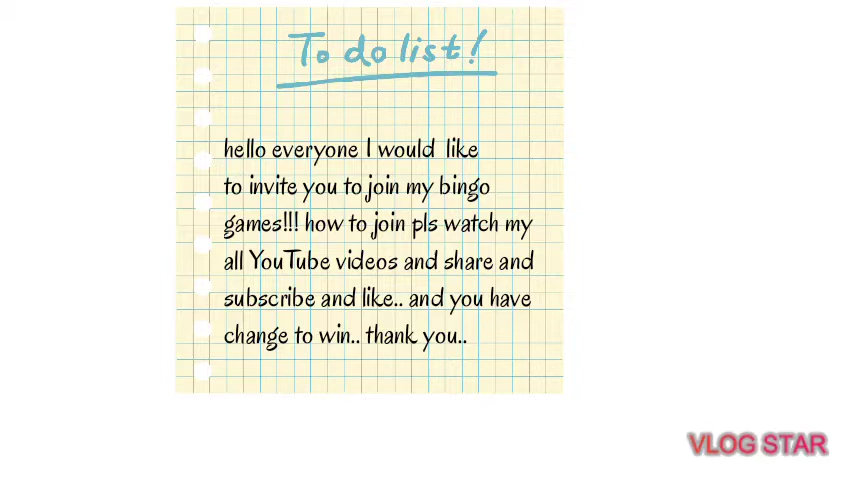 To do list!
hello everyone I would like
to invite you to join my bingo
games!!! how to join pls watch my
all YouTube videos and share and
subscribe and like.. and you have
change to win.. thank you..
VLOG STAR